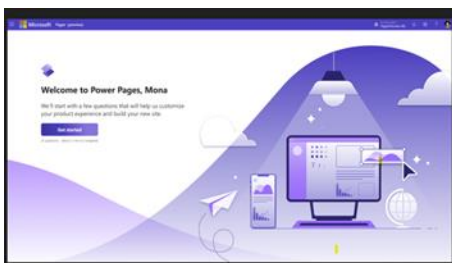 Microsoft Power Pages (preview)
Welcome to Power Pages, Mona
We'll start with a few questions that will help us customize
your product experience and build your new site.
Get started